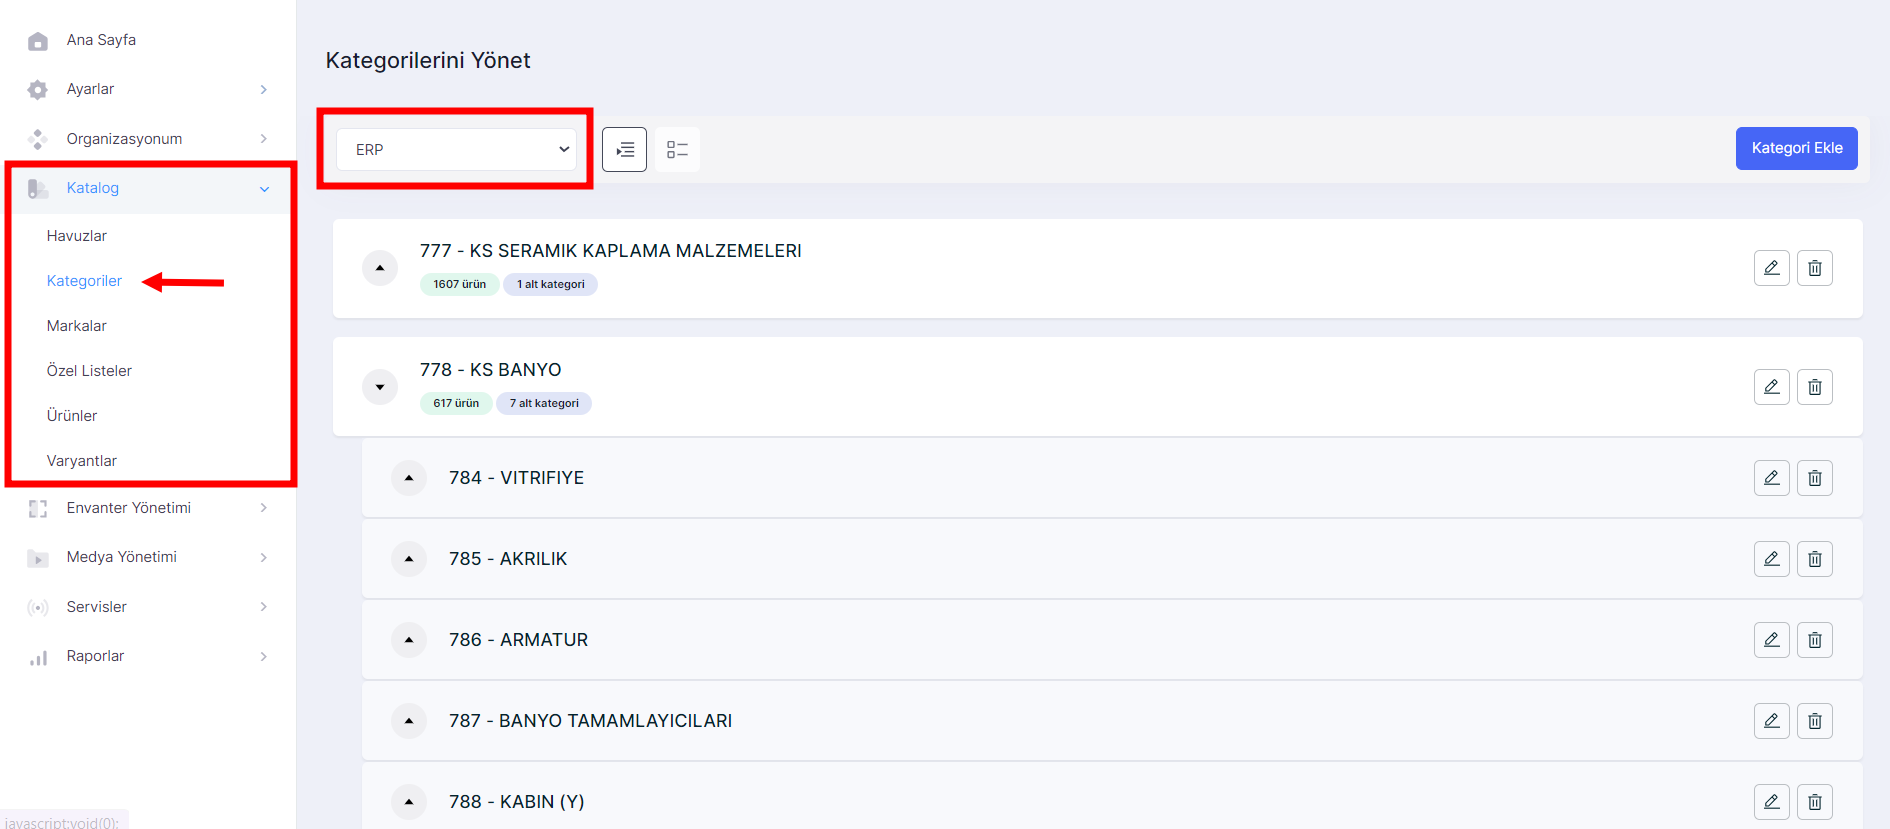 Ana Sayfa
Ayarlar
Organizasyonum
Katalog
Havuzlar
Kategoriler
Markalar
Özel Listeler
Ürünler
Varyantlar
Envanter Yönetimi
Medya Yönetimi
Servisler
Raporlar
javascript:void(0);
Kategorilerini Yönet
ERP
Kategori Ekle
777 - KS SERAMIK KAPLAMA MALZEMELERI
1607 ürün 1 alt kategori
778 - KS BANYO
617 ürün 7 alt kategori
784 - VITRIFIYE
785 - AKRILIK
786 - ARMATUR
787 - BANYO TAMAMLAYICILARI
788 - KABIN (Y)